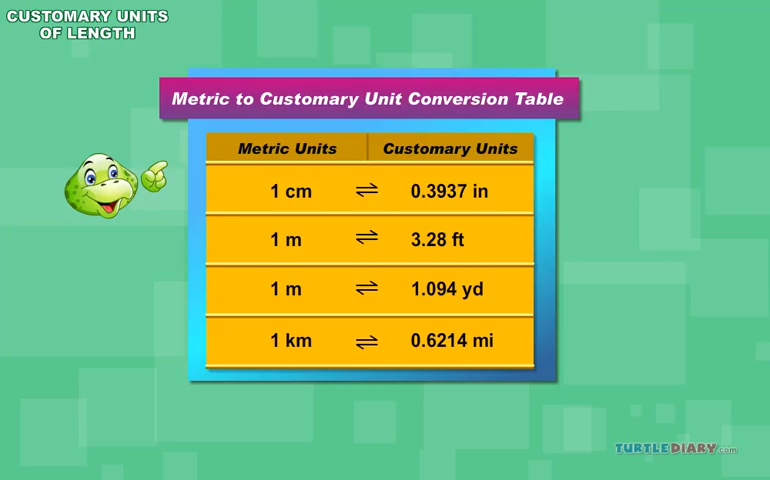 CUSTOMARY UNITS
OF LENGTH
Metric to Customary Unit Conversion Table
Metric Units Customary Units
1 cm ⇌ 0.3937 in
1 m ⇌ 3.28 ft
1 m ⇌ 1.094 yd
1 km ⇌ 0.6214 mi
TURTLEDIARY.com